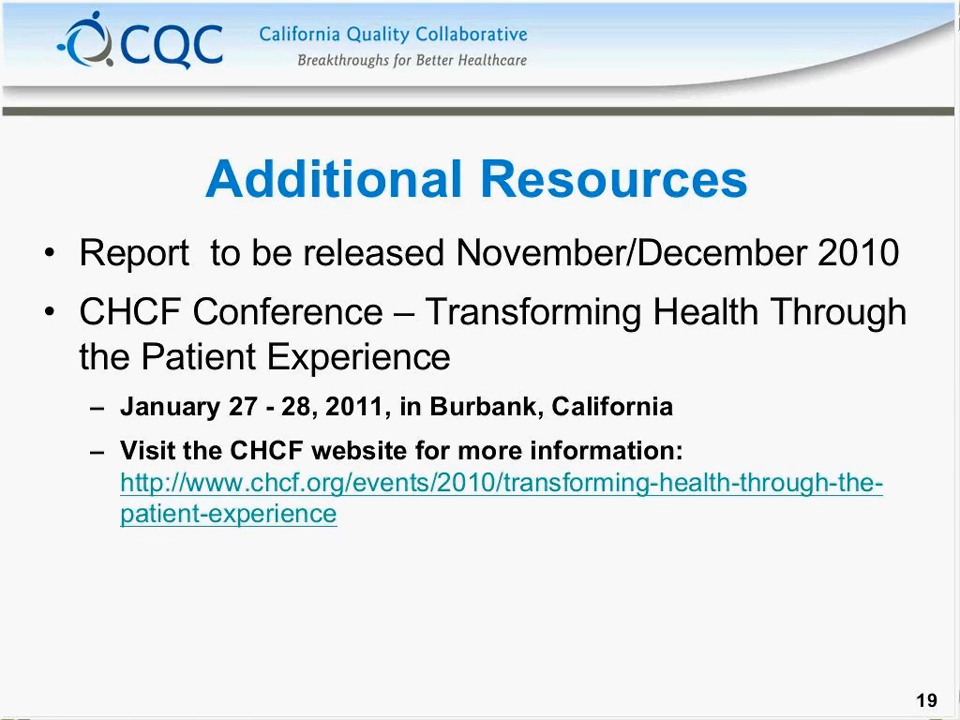 CQC
California Quality Collaborative
Breakthroughs for Better Healthcare
Additional Resources
• Report  to be released November/December 2010
• CHCF Conference – Transforming Health Through
the Patient Experience
– January 27 - 28, 2011, in Burbank, California
– Visit the CHCF website for more information:
http://www.chcf.org/events/2010/transforming-health-through-the-
patient-experience
19